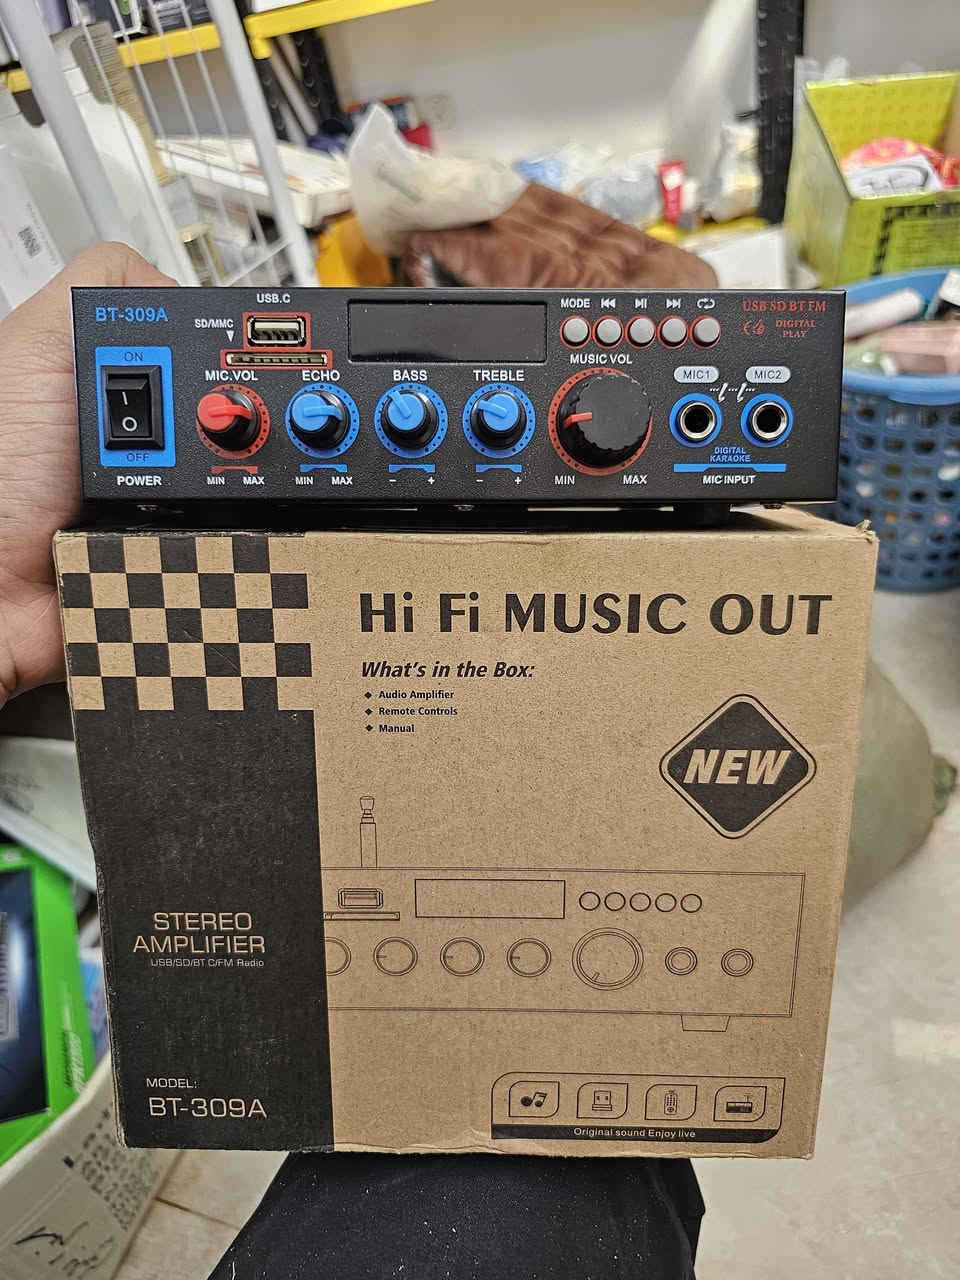 BT-309A
USB.C
SD/MMC
MODE
USB SD BT FM
DIGITAL
PLAY
ON
I
O
OFF
POWER
MIC.VOL
ECHO
BASS
TREBLE
MUSIC VOL
MIC1
MIC2
MIN MAX
MIN MAX
- +
- +
MIN MAX
DIGITAL
KARAOKE
MIC INPUT
Hi Fi MUSIC OUT
What's in the Box:
Audio Amplifier
Remote Controls
Manual
NEW
STEREO
AMPLIFIER
USB/SD/BT.C/FM Radio
MODEL:
BT-309A
Original sound Enjoy live